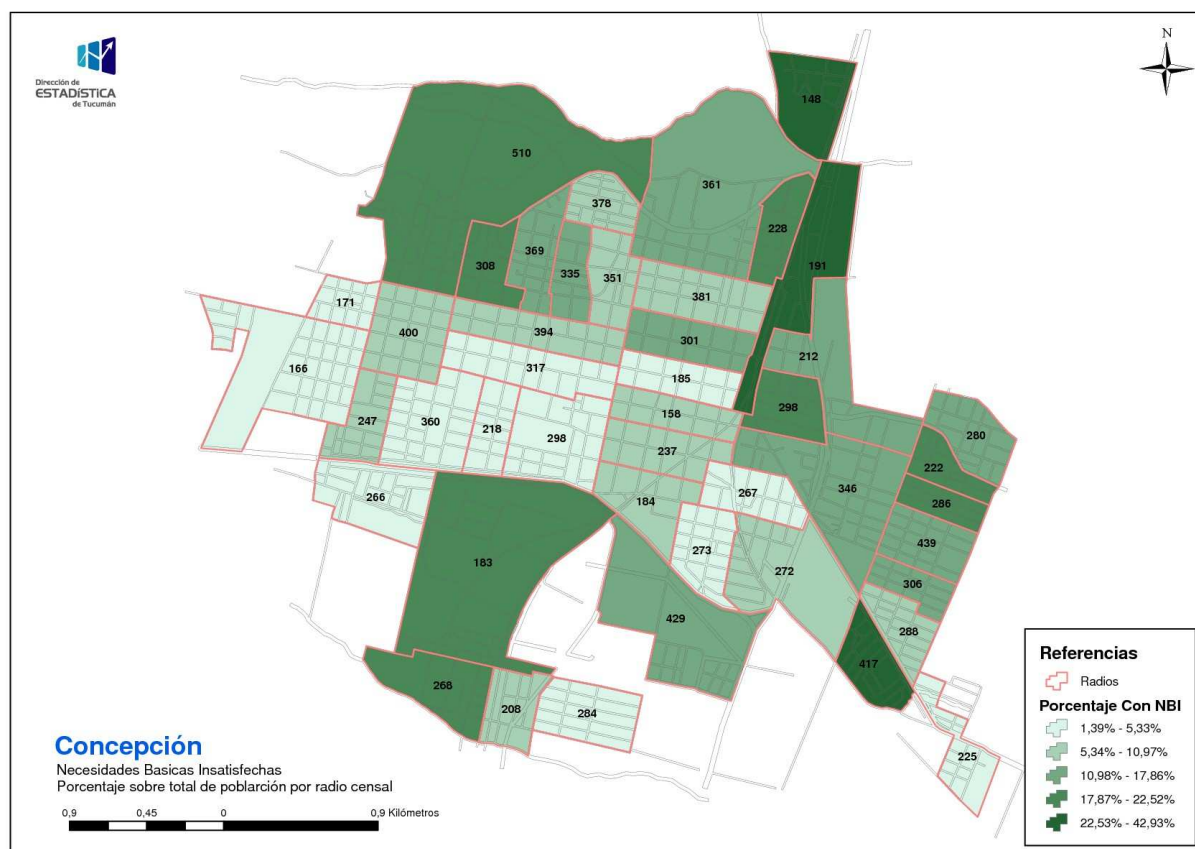 Dirección de
ESTADÍSTICA
de Tucumán
N
148
510
361
378
228
369
308
335
351
191
171
381
400
394
301
212
166
317
185
247
360
218
298
158
298
280
237
222
266
184
267
346
286
439
183
273
272
306
429
288
417
268
208
284
225
Referencias
Radios
Porcentaje Con NBI
1,39% - 5,33%
5,34% - 10,97%
10,98% - 17,86%
17,87% - 22,52%
22,53% - 42,93%
Concepción
Necesidades Basicas Insatisfechas
Porcentaje sobre total de poblarción por radio censal
0,9 0,45 0 0,9 Kilómetros